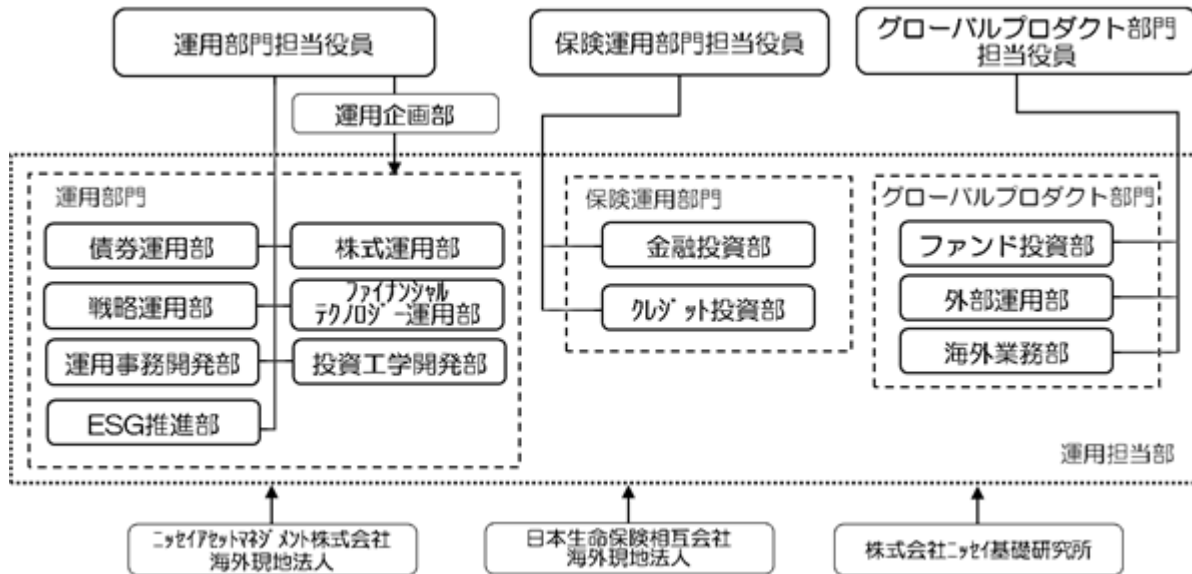 運用部門担当役員
保険運用部門担当役員
グローバルプロダクト部門
担当役員
運用企画部
運用部門
債券運用部
株式運用部
戦略運用部
ファイナンシャル
テクノロジー運用部
運用事務開発部
投資工学開発部
ESG推進部
保険運用部門
金融投資部
クレジット投資部
グローバルプロダクト部門
ファンド投資部
外部運用部
海外業務部
運用担当部
ニッセイアセットマネジメント株式会社
海外現地法人
日本生命保険相互会社
海外現地法人
株式会社ニッセイ基礎研究所